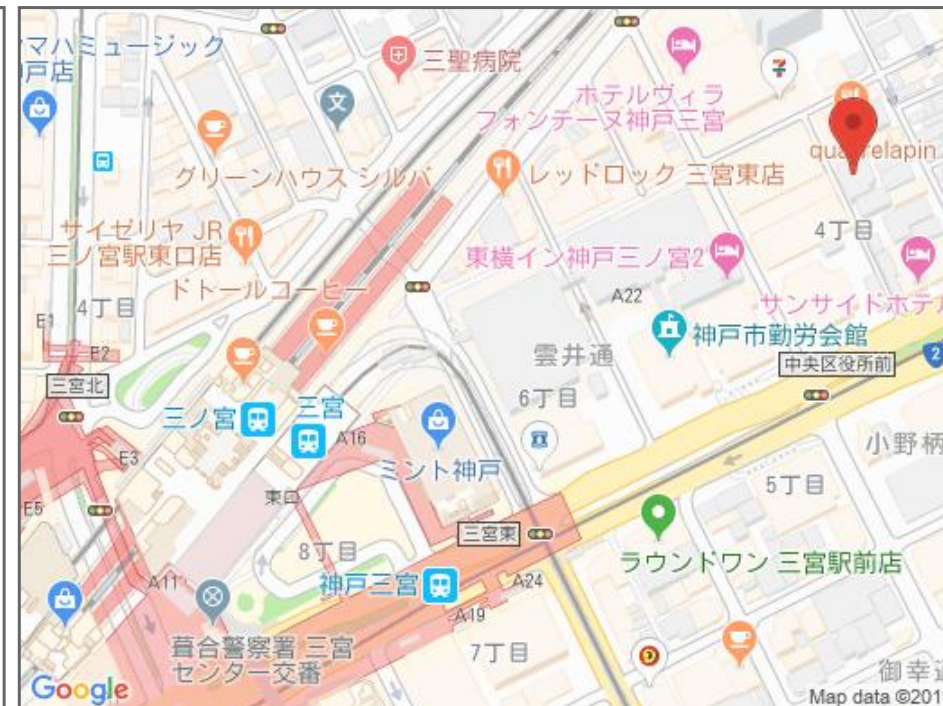 マハミュージック
戸店
三聖病院
ホテルヴィラ
フォンテーヌ神戸三宮
グリーンハウス シルバ
レッドロック 三宮東店
サイゼリヤ JR
三ノ宮駅東口店
4丁目
東横イン神戸三ノ宮2
4丁目
ドトールコーヒー
A22
サンサイドホテ
E1
E2
三宮北
雲井通
神戸市勤労会館
中央区役所前
2
6丁目
三ノ宮
三宮
A16
小野柄
E3
ミント神戸
東口
5丁目
E5
三宮東
8丁目
ラウンドワン 三宮駅前店
A11
神戸三宮
A24
A19
葺合警察署 三宮
センター交番
7丁目
御幸通
Google
Map data ©201